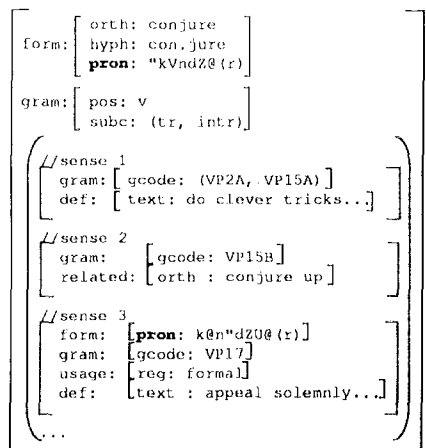 orth: conjure
form: hyph: con.jure
pron: "kVndZ@(r)
gram: pos: v
subc: (tr, intr)
//sense 1
gram: gcode: (VP2A, VP15A)
def: text: do clever tricks...
//sense 2
gram: gcode: VP15B
related: orth : conjure up
//sense 3
form: pron: k@n"dZU@(r)
gram: gcode: VP17
usage: reg: formal
def: text : appeal solemnly...
...